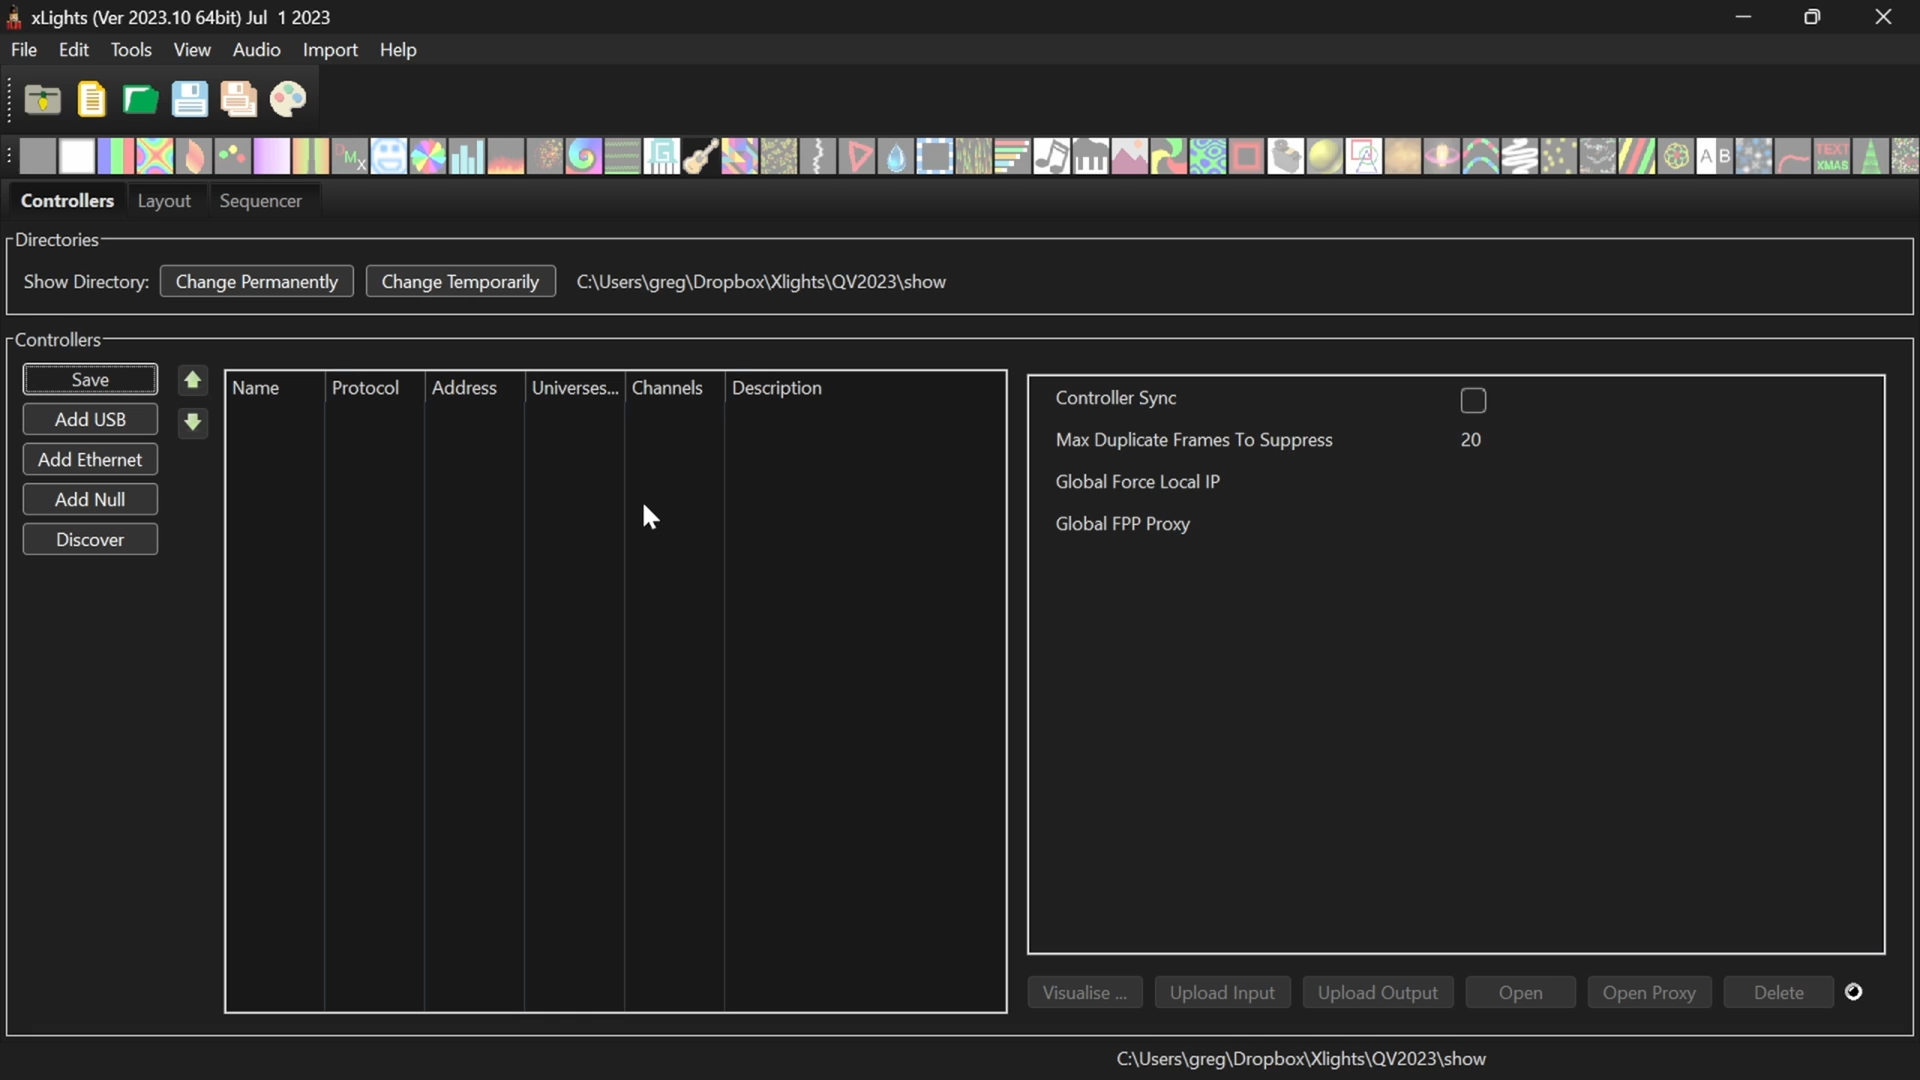 xLights (Ver 2023.10 64bit) Jul 1 2023
File Edit Tools View Audio Import Help
DMX G A B TEXT XMAS
Controllers Layout Sequencer
Directories
Show Directory: Change Permanently Change Temporarily C:\Users\greg\Dropbox\Xlights\QV2023\show
Controllers
Save
Add USB
Add Ethernet
Add Null
Discover
Name Protocol Address Universes... Channels Description
Controller Sync
Max Duplicate Frames To Suppress 20
Global Force Local IP
Global FPP Proxy
Visualise ... Upload Input Upload Output Open Open Proxy Delete
C:\Users\greg\Dropbox\Xlights\QV2023\show